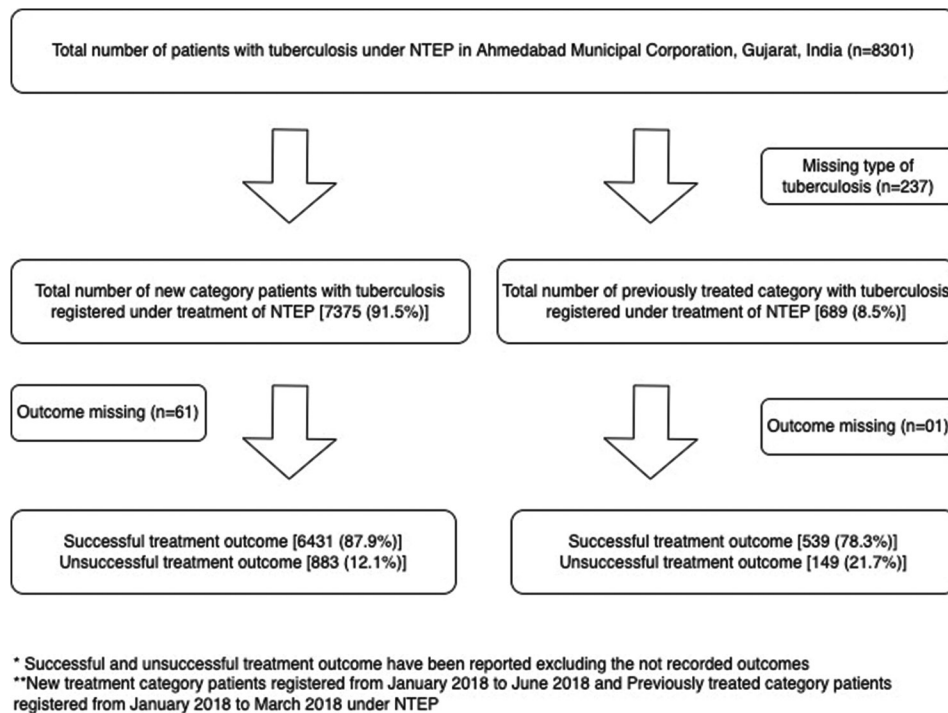 Total number of patients with tuberculosis under NTEP in Ahmedabad Municipal Corporation, Gujarat, India (n=8301)
Missing type of
tuberculosis (n=237)
Total number of new category patients with tuberculosis
registered under treatment of NTEP [7375 (91.5%)]
Total number of previously treated category with tuberculosis
registered under treatment of NTEP [689 (8.5%)]
Outcome missing (n=61)
Outcome missing (n=01)
Successful treatment outcome [6431 (87.9%)]
Unsuccessful treatment outcome [883 (12.1%)]
Successful treatment outcome [539 (78.3%)]
Unsuccessful treatment outcome [149 (21.7%)]
* Successful and unsuccessful treatment outcome have been reported excluding the not recorded outcomes
**New treatment category patients registered from January 2018 to June 2018 and Previously treated category patients
registered from January 2018 to March 2018 under NTEP